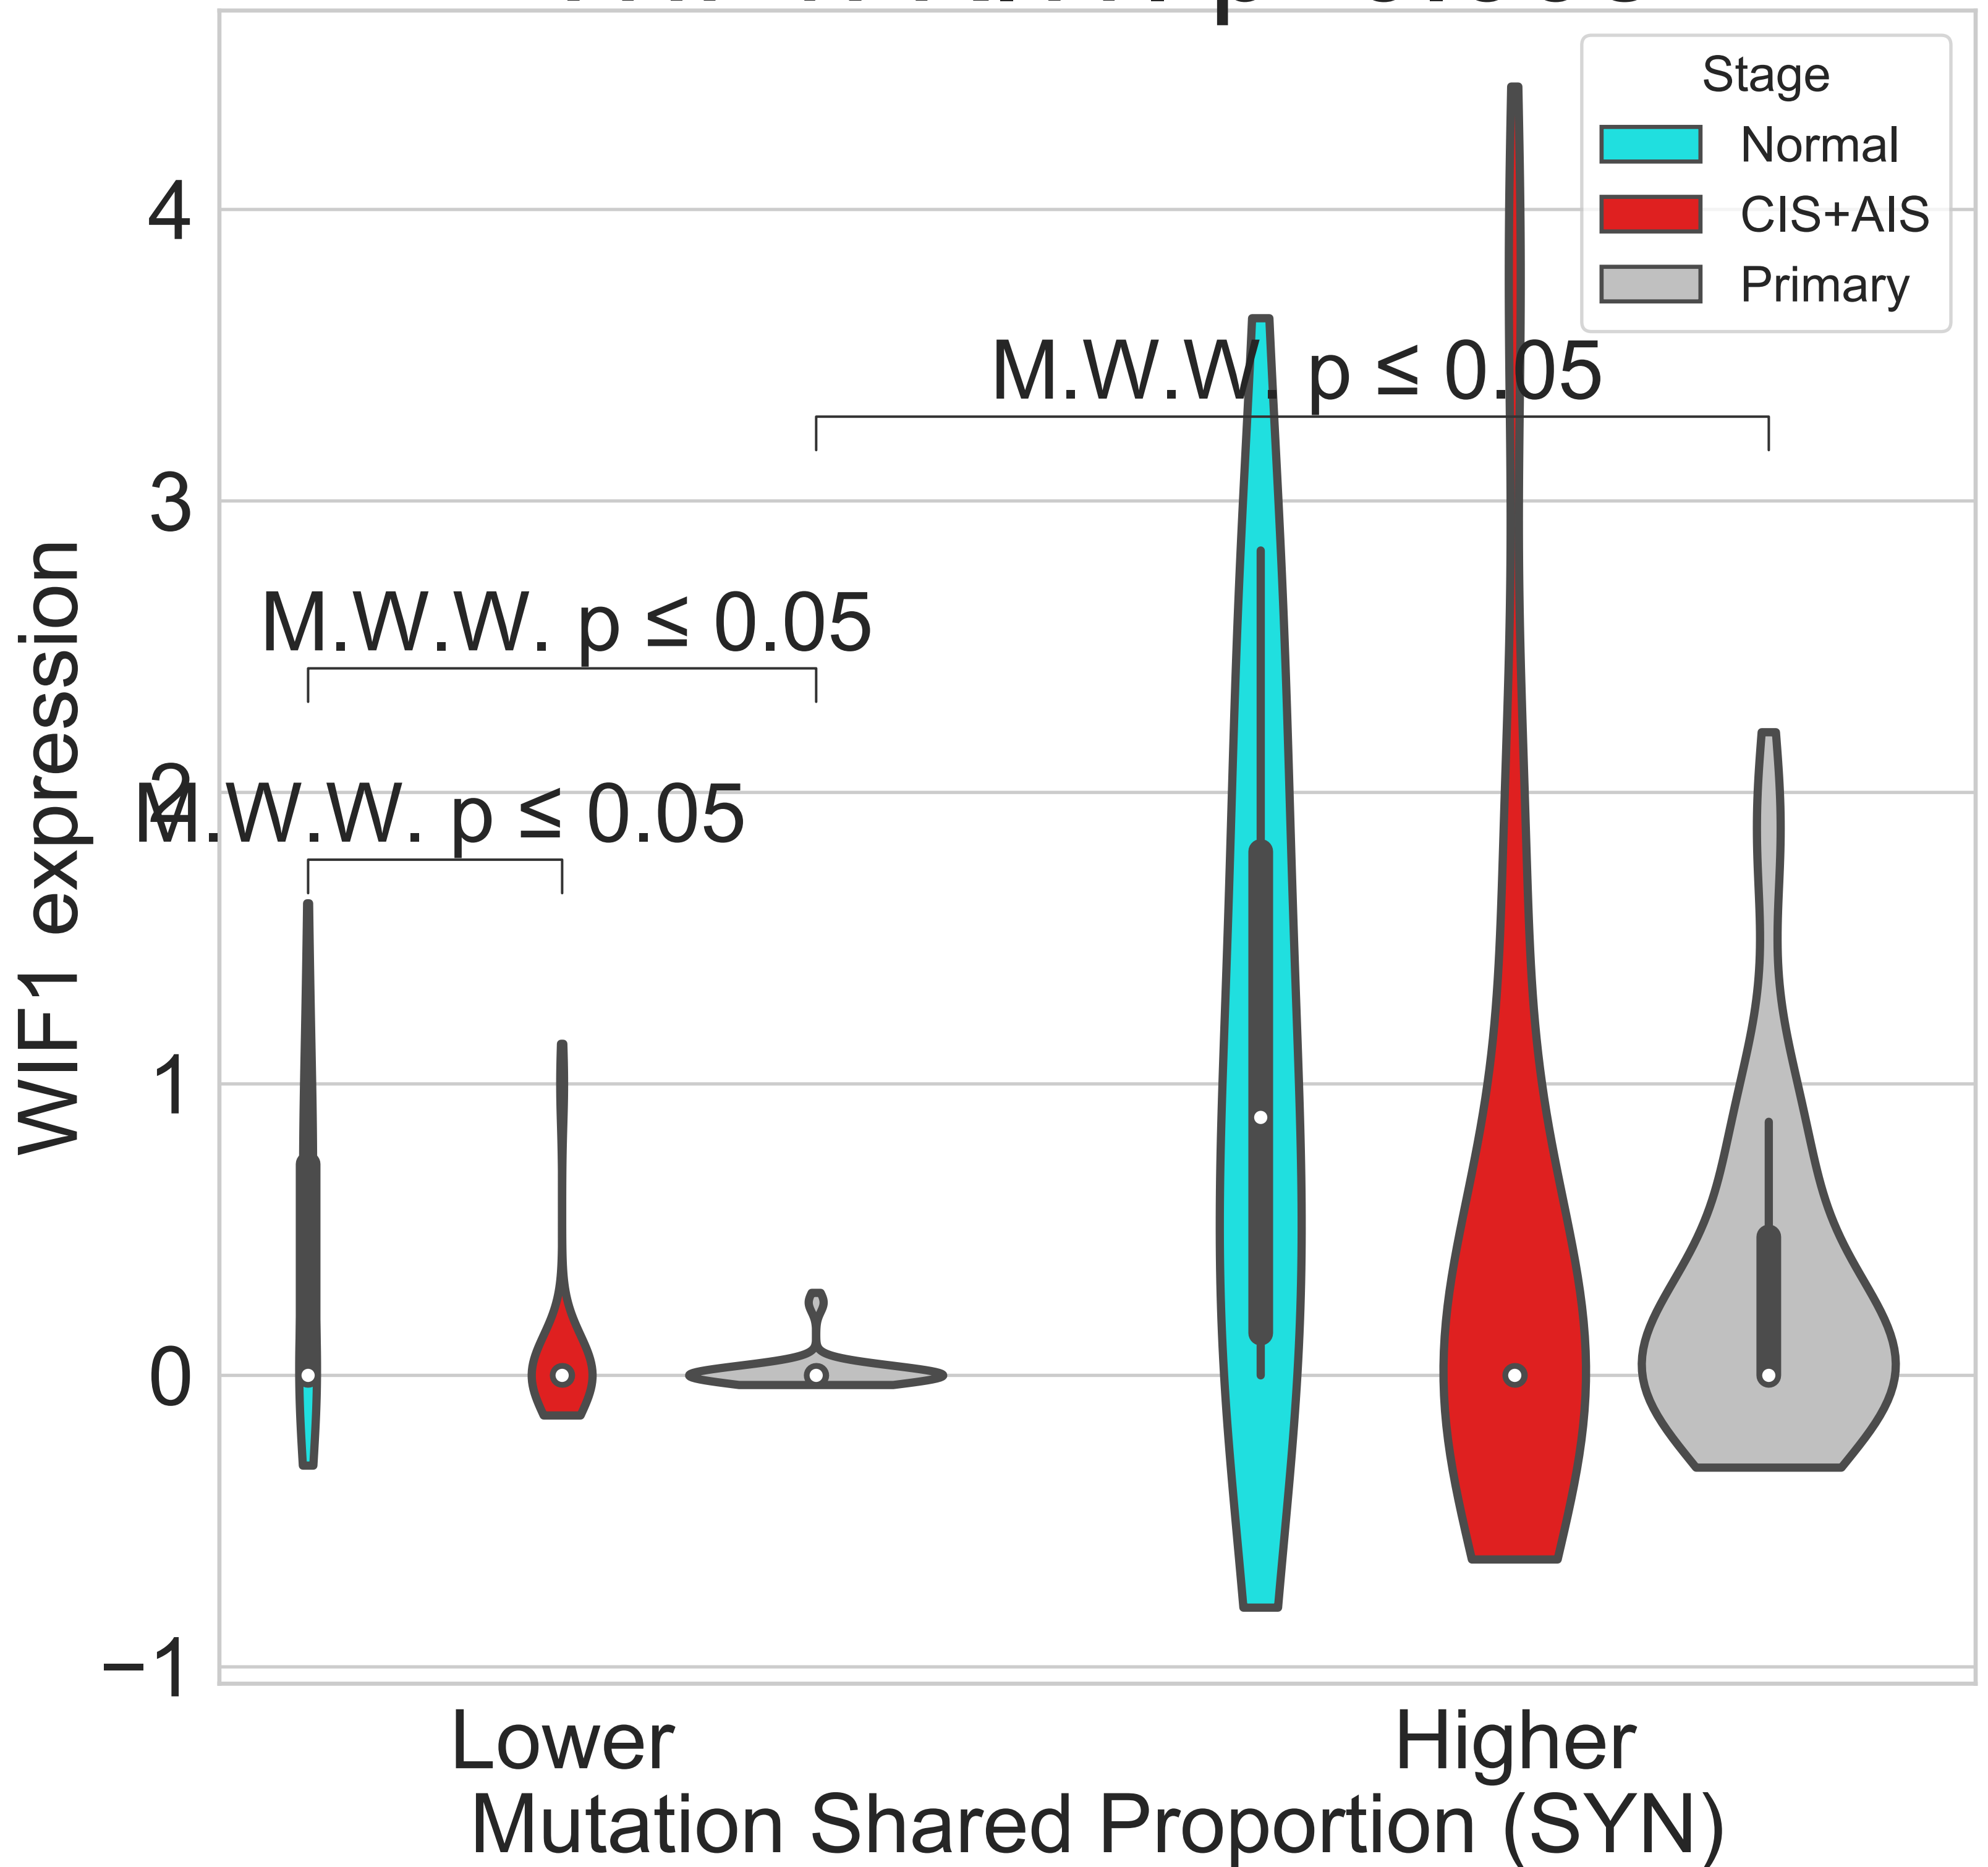 Stage
Normal
CIS+AIS
Primary
4
3
2
1
0
−1
M.W.W. p ≤ 0.05
M.W.W. p ≤ 0.05
M.W.W. p ≤ 0.05
WIF1 expression
Lower
Higher
Mutation Shared Proportion (SYN)